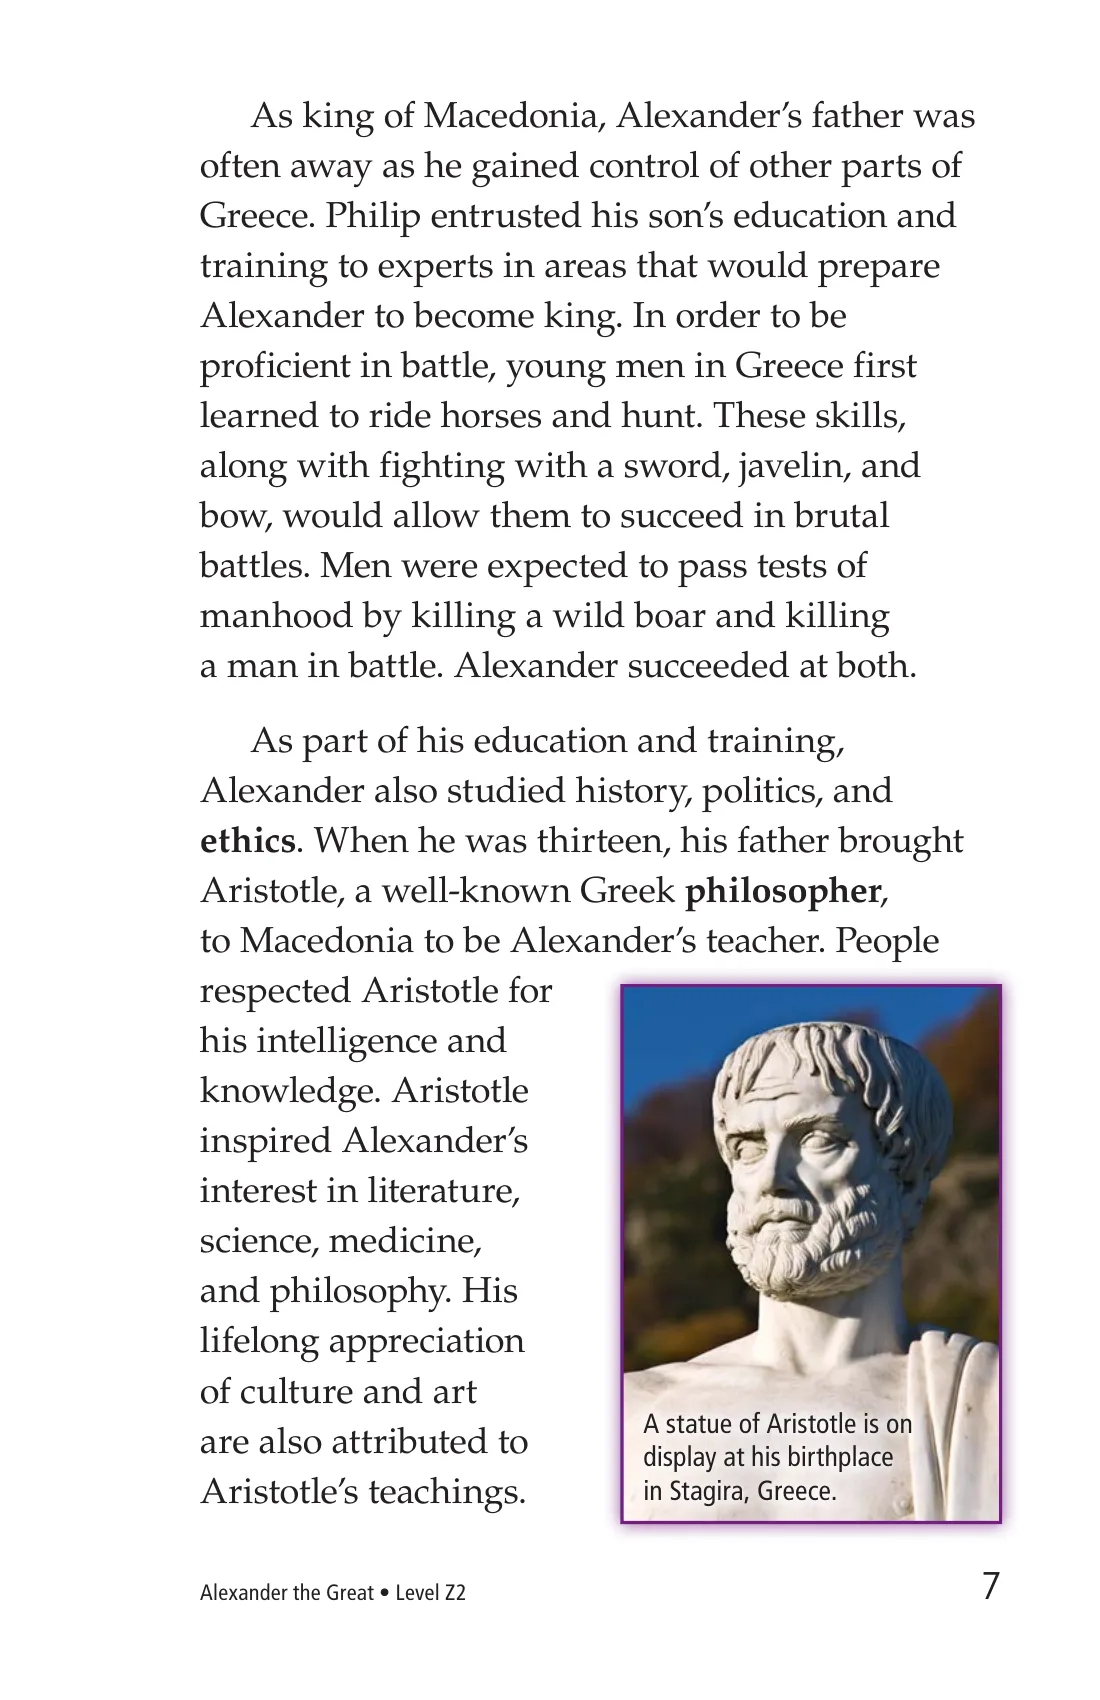 As king of Macedonia, Alexander’s father was
often away as he gained control of other parts of
Greece. Philip entrusted his son’s education and
training to experts in areas that would prepare
Alexander to become king. In order to be
proficient in battle, young men in Greece first
learned to ride horses and hunt. These skills,
along with fighting with a sword, javelin, and
bow, would allow them to succeed in brutal
battles. Men were expected to pass tests of
manhood by killing a wild boar and killing
a man in battle. Alexander succeeded at both.
As part of his education and training,
Alexander also studied history, politics, and
ethics. When he was thirteen, his father brought
Aristotle, a well-known Greek philosopher,
to Macedonia to be Alexander’s teacher. People
respected Aristotle for
his intelligence and
knowledge. Aristotle
inspired Alexander’s
interest in literature,
science, medicine,
and philosophy. His
lifelong appreciation
of culture and art
are also attributed to
Aristotle’s teachings.
A statue of Aristotle is on
display at his birthplace
in Stagira, Greece.
Alexander the Great • Level Z2
7